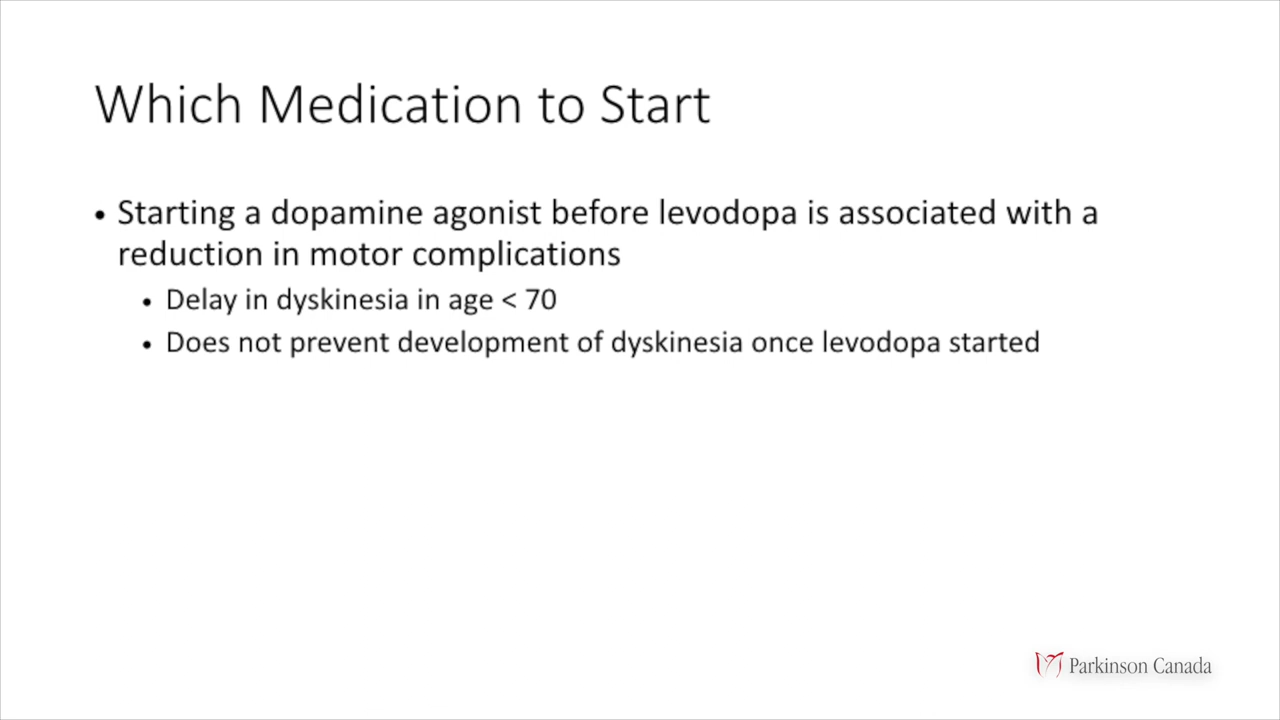 Which Medication to Start
• Starting a dopamine agonist before levodopa is associated with a
reduction in motor complications
• Delay in dyskinesia in age < 70
• Does not prevent development of dyskinesia once levodopa started
Parkinson Canada